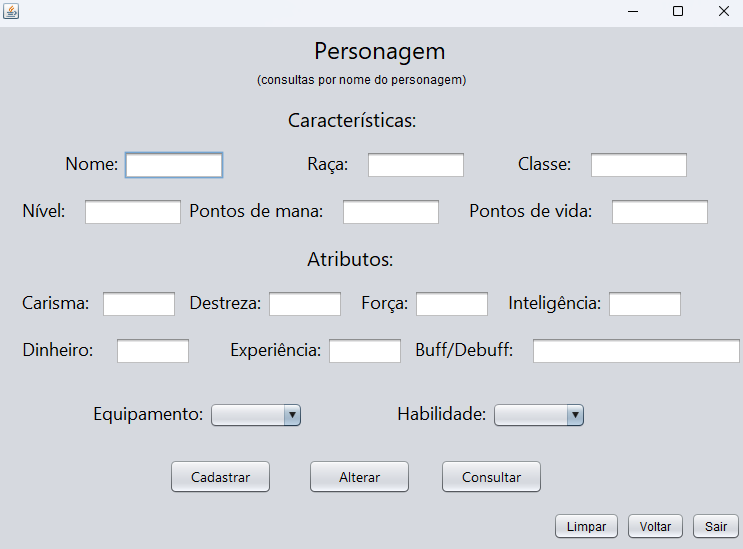 Personagem
(consultas por nome do personagem)
Características:
Nome: Raça: Classe:
Nível: Pontos de mana: Pontos de vida:
Atributos:
Carisma: Destreza: Força: Inteligência:
Dinheiro: Experiência: Buff/Debuff:
Equipamento: Habilidade:
Cadastrar Alterar Consultar
Limpar Voltar Sair